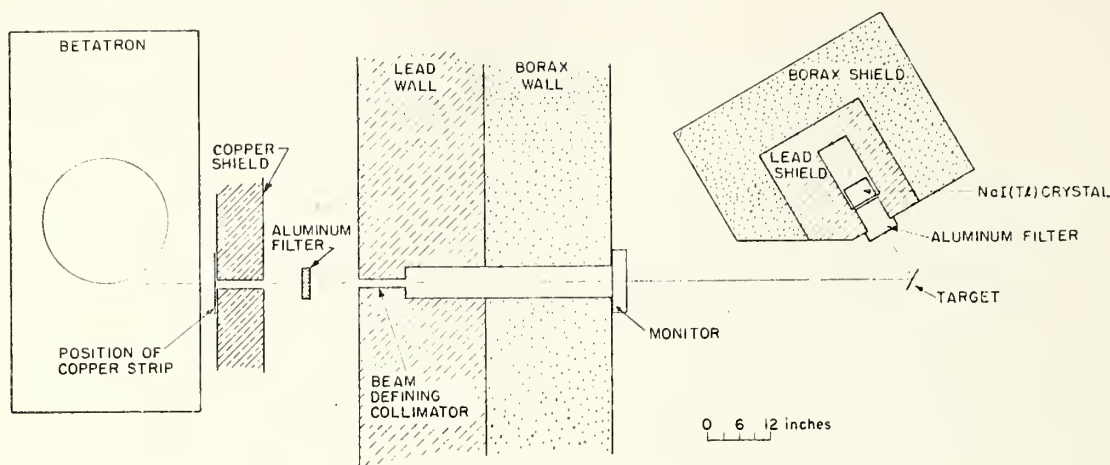 BETATRON
COPPER
SHIELD
ALUMINUM
FILTER
POSITION OF
COPPER STRIP
LEAD
WALL
BORAX
WALL
BEAM
DEFINING
COLLIMATOR
MONITOR
BORAX SHIELD
LEAD
SHIELD
NaI(Tℓ)CRYSTAL
ALUMINUM FILTER
TARGET
0 6 12 inches